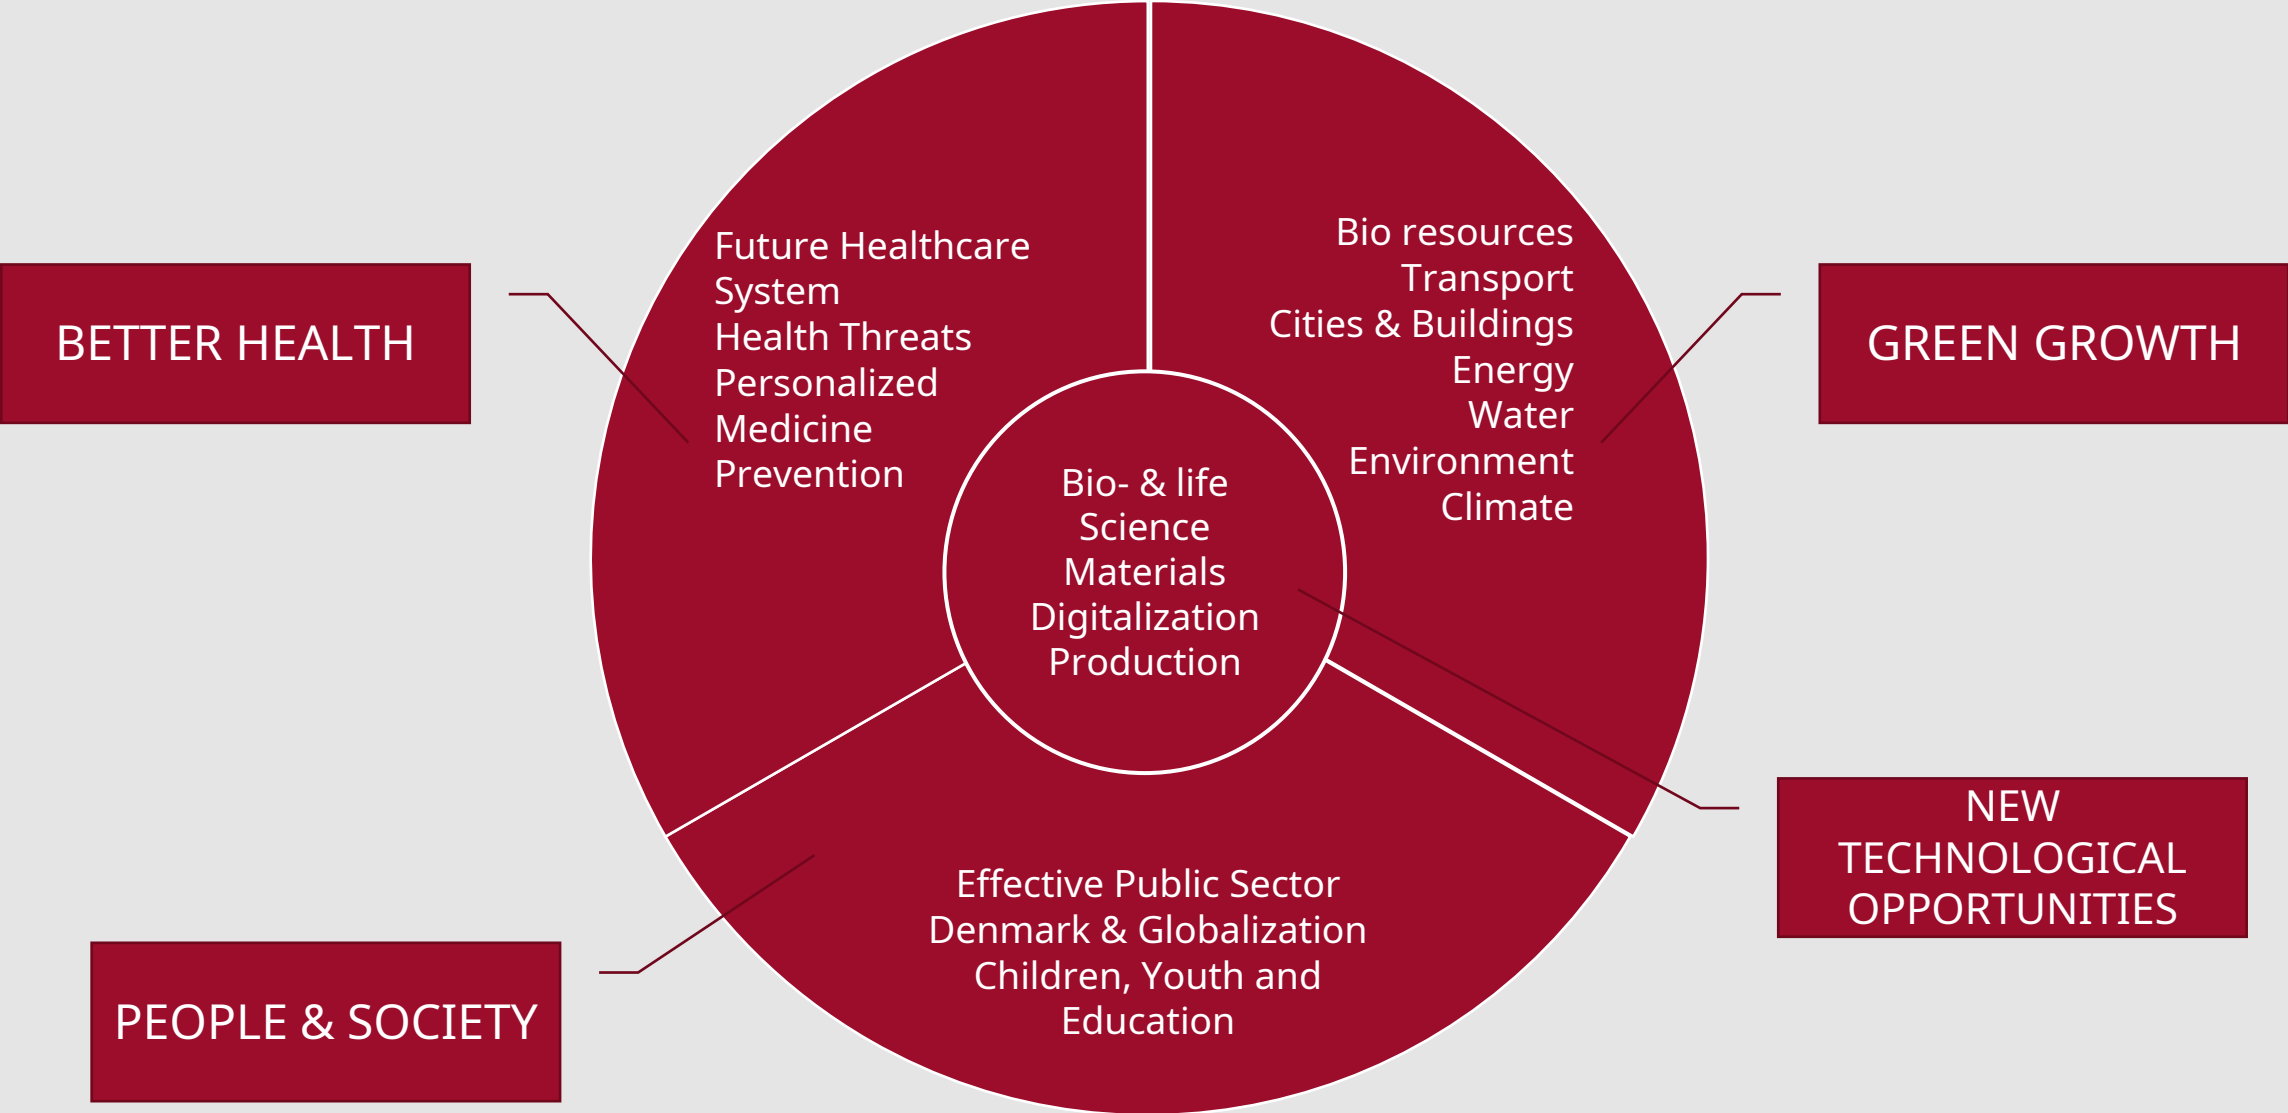 BETTER HEALTH
Future Healthcare
System
Health Threats
Personalized
Medicine
Prevention
Bio resources
Transport
Cities & Buildings
Energy
Water
Environment
Climate
GREEN GROWTH
Bio- & life
Science
Materials
Digitalization
Production
NEW
TECHNOLOGICAL
OPPORTUNITIES
PEOPLE & SOCIETY
Effective Public Sector
Denmark & Globalization
Children, Youth and
Education